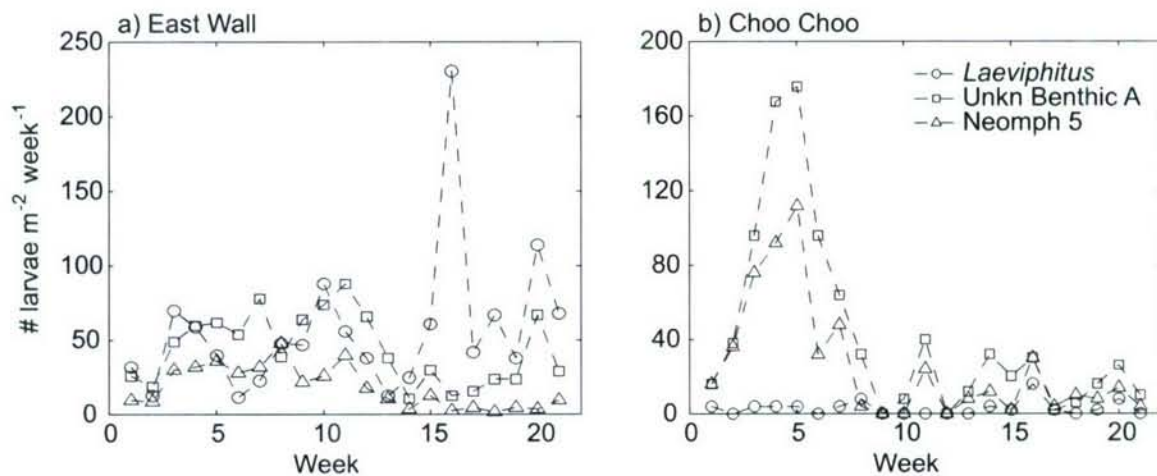 a) East Wall
250
200
150
100
50
0
0
5
10
15
20
Week
# larvae m⁻² week⁻¹
b) Choo Choo
200
160
120
80
40
0
0
5
10
15
20
Week
Laeviphitus
Unkn Benthic A
Neomph 5